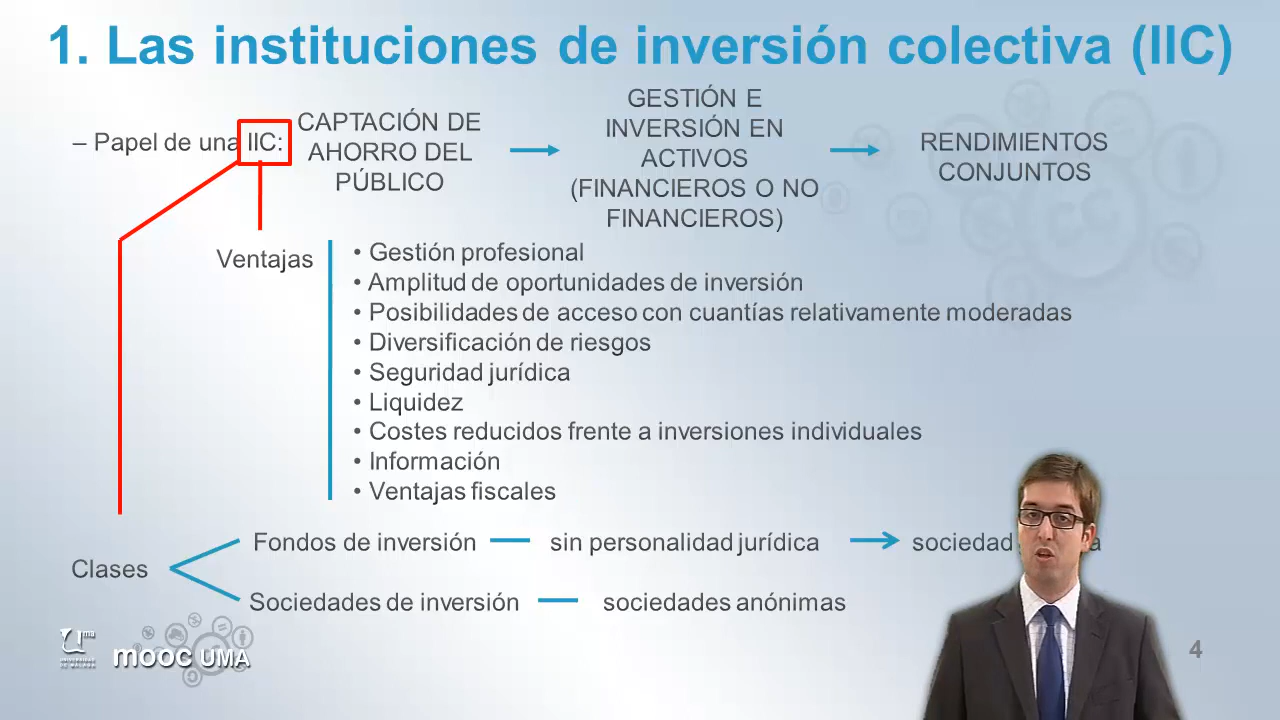 1. Las instituciones de inversión colectiva (IIC)
– Papel de una IIC:
CAPTACIÓN DE
AHORRO DEL
PÚBLICO
GESTIÓN E
INVERSIÓN EN
ACTIVOS
(FINANCIEROS O NO
FINANCIEROS)
RENDIMIENTOS
CONJUNTOS
Ventajas
• Gestión profesional
• Amplitud de oportunidades de inversión
• Posibilidades de acceso con cuantías relativamente moderadas
• Diversificación de riesgos
• Seguridad jurídica
• Liquidez
• Costes reducidos frente a inversiones individuales
• Información
• Ventajas fiscales
Clases
Fondos de inversión
sin personalidad jurídica
sociedad
Sociedades de inversión
sociedades anónimas
uma
mooc UMA
4